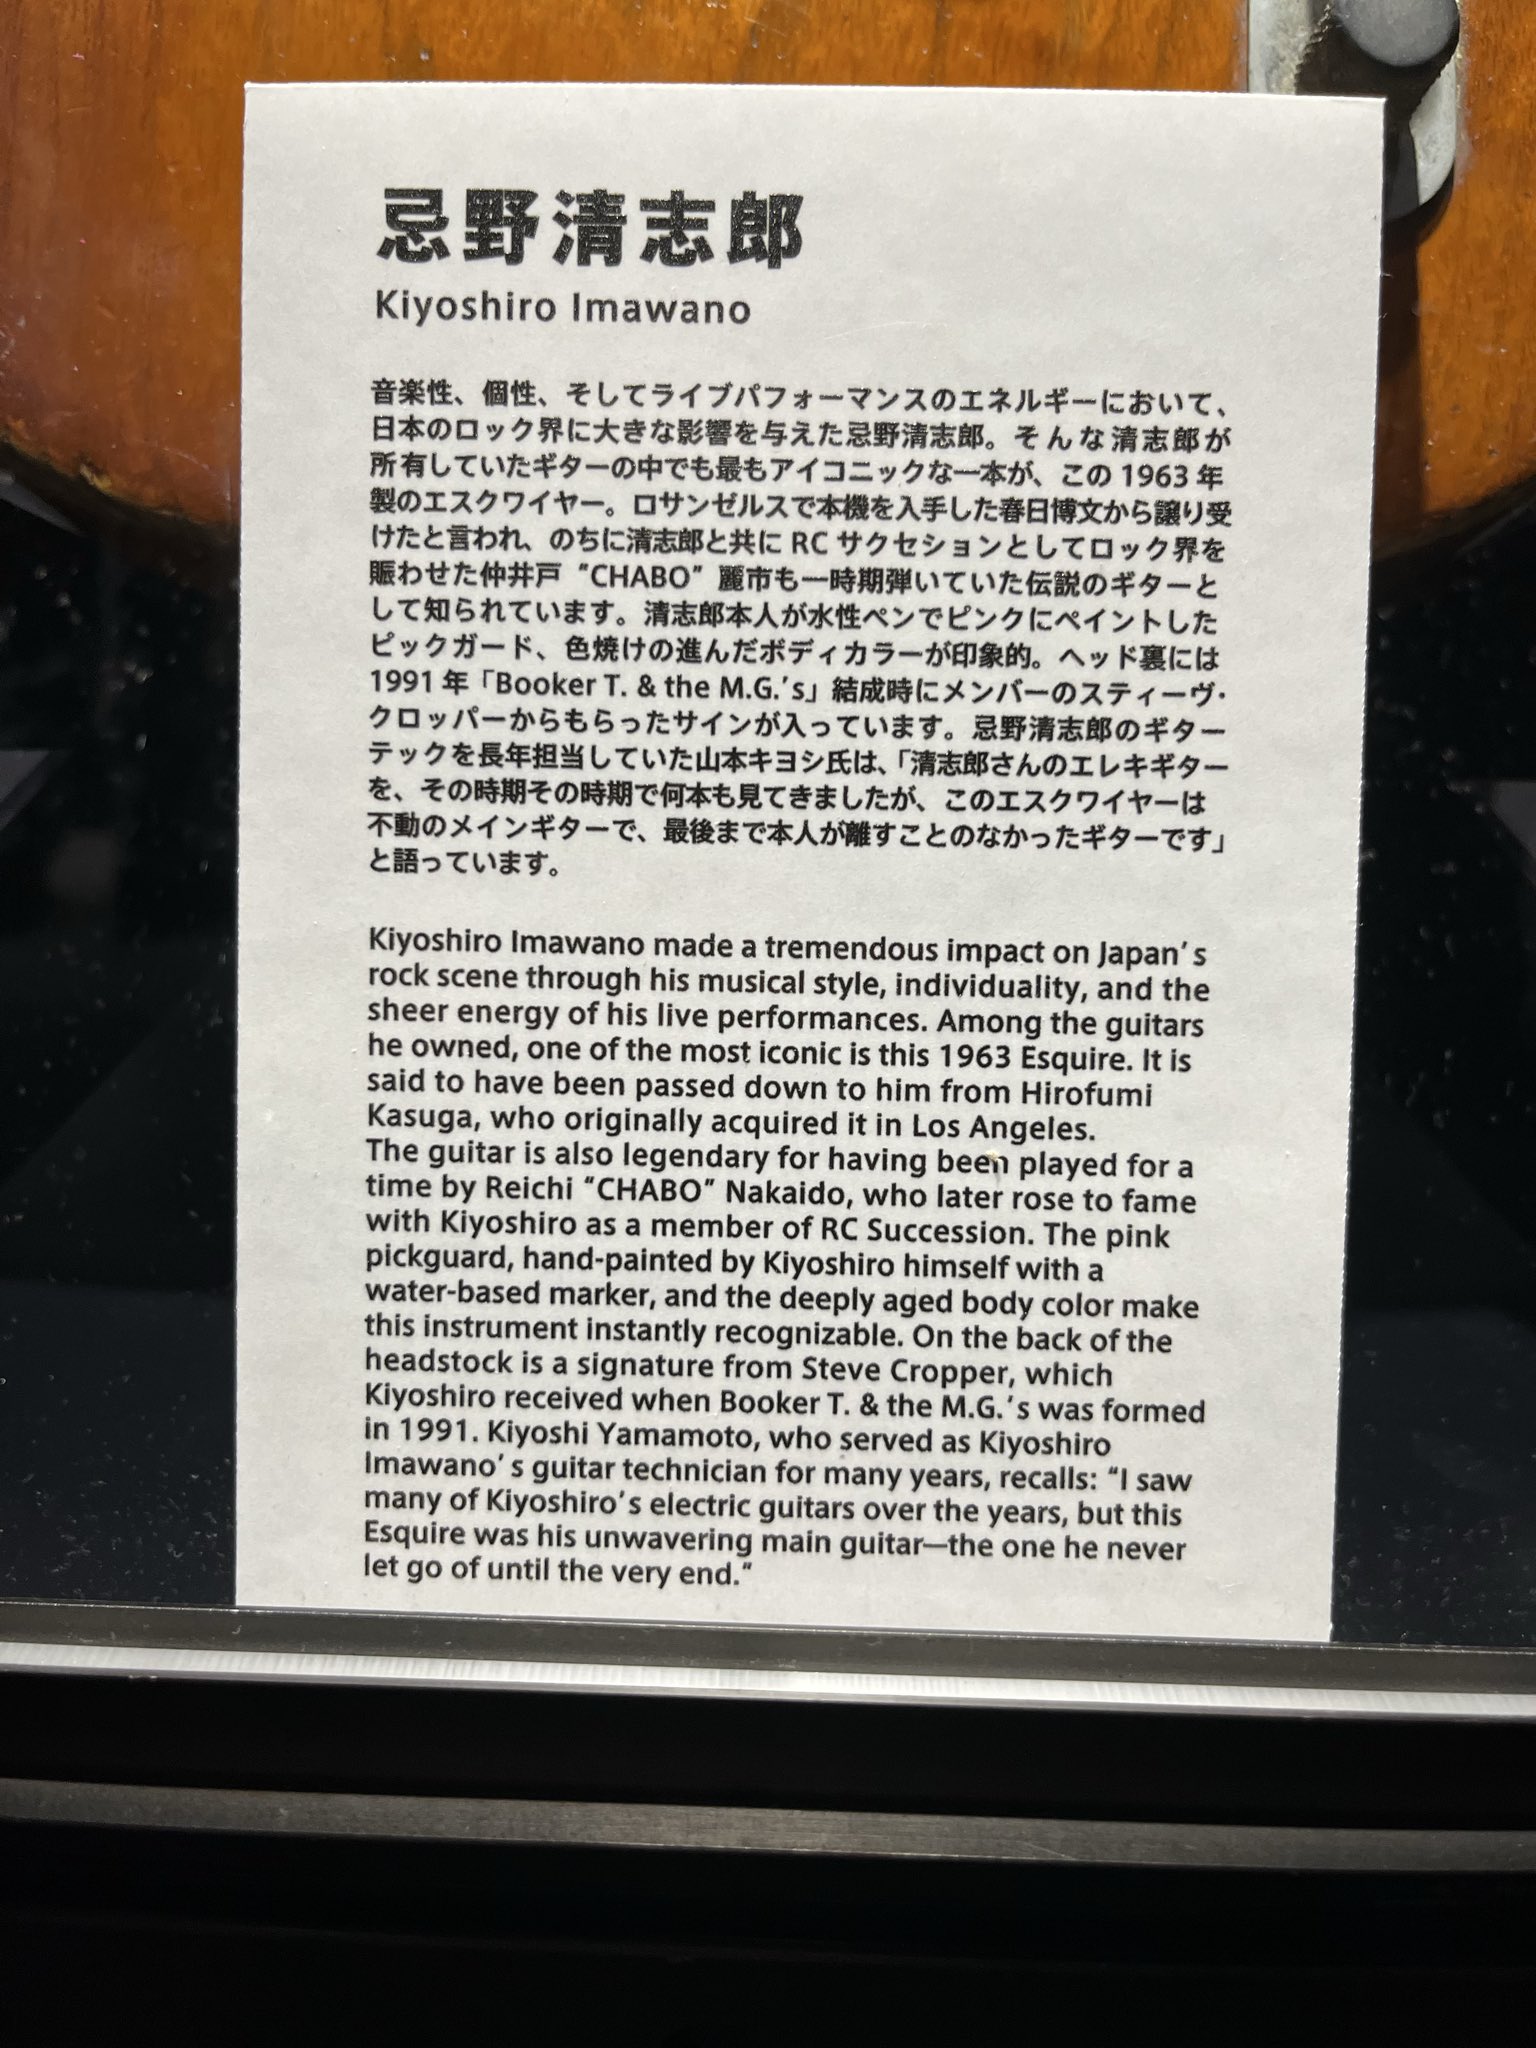 忌野清志郎
Kiyoshiro Imawano
音楽性、個性、そしてライブパフォーマンスのエネルギーにおいて、
日本のロック界に大きな影響を与えた忌野清志郎。そんな清志郎が
所有していたギターの中でも最もアイコニックな一本が、この 1963 年
製のエスクワイヤー。ロサンゼルスで本機を入手した春日博文から譲り受
けたと言われ、のちに清志郎と共に RC サクセションとしてロック界を
賑わせた仲井戸 “CHABO” 麗市も一時期弾いていた伝説のギターと
して知られています。清志郎本人が水性ペンでピンクにペイントした
ピックガード、色焼けの進んだボディカラーが印象的。ヘッド裏には
1991 年「Booker T. & the M.G.’s」結成時にメンバーのスティーヴ・
クロッパーからもらったサインが入っています。忌野清志郎のギター
テックを長年担当していた山本キヨシ氏は、「清志郎さんのエレキギター
を、その時期その時期で何本も見てきましたが、このエスクワイヤーは
不動のメインギターで、最後まで本人が離すことのなかったギターです」
と語っています。
Kiyoshiro Imawano made a tremendous impact on Japan’s
rock scene through his musical style, individuality, and the
sheer energy of his live performances. Among the guitars
he owned, one of the most iconic is this 1963 Esquire. It is
said to have been passed down to him from Hirofumi
Kasuga, who originally acquired it in Los Angeles.
The guitar is also legendary for having been played for a
time by Reichi “CHABO” Nakaido, who later rose to fame
with Kiyoshiro as a member of RC Succession. The pink
pickguard, hand-painted by Kiyoshiro himself with a
water-based marker, and the deeply aged body color make
this instrument instantly recognizable. On the back of the
headstock is a signature from Steve Cropper, which
Kiyoshiro received when Booker T. & the M.G.’s was formed
in 1991. Kiyoshi Yamamoto, who served as Kiyoshiro
Imawano’s guitar technician for many years, recalls: “I saw
many of Kiyoshiro’s electric guitars over the years, but this
Esquire was his unwavering main guitar—the one he never
let go of until the very end.”